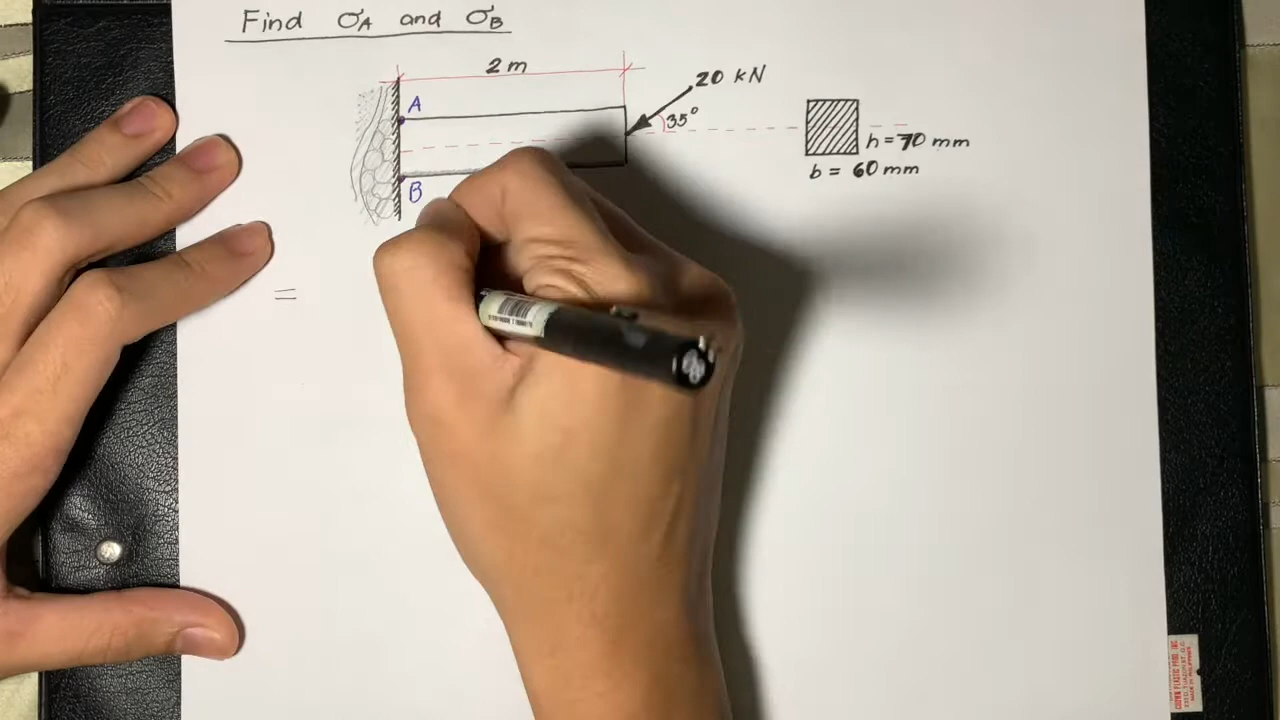 Find σA and σB
2 m
20 kN
A
35°
h = 70 mm
b = 60 mm
B
=